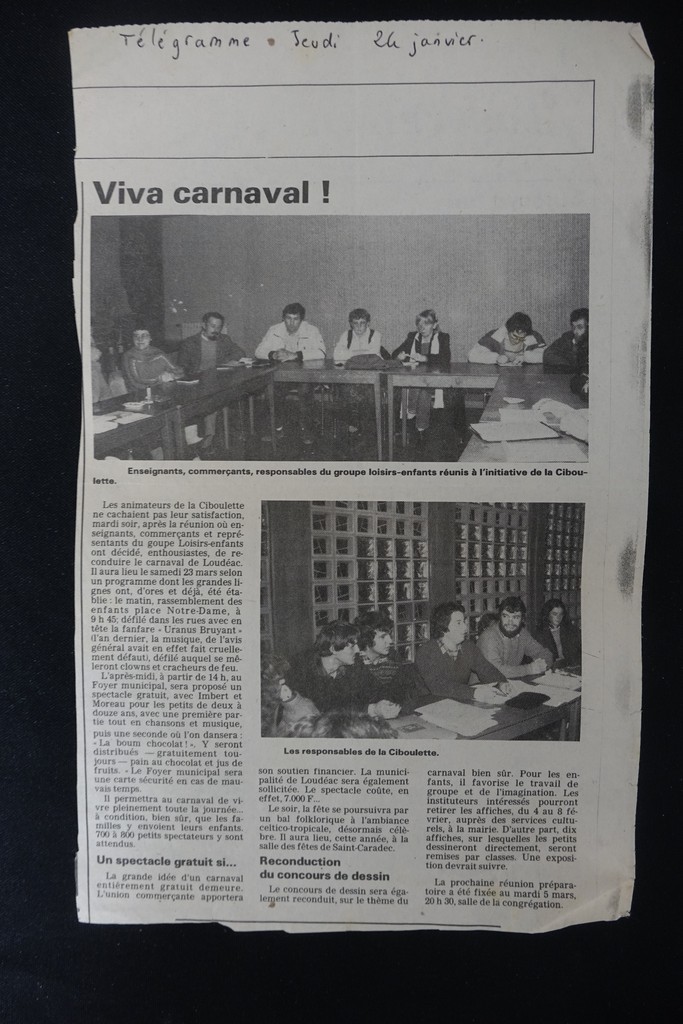 Télégramme . Jeudi 24 janvier.
Viva carnaval !
Enseignants, commerçants, responsables du groupe loisirs-enfants réunis à l'initiative de la Cibou-
lette.
Les animateurs de la Ciboulette
ne cachaient pas leur satisfaction,
mardi soir, après la réunion où en-
seignants, commerçants et repré-
sentants du goupe Loisirs-enfants
ont décidé, enthousiastes, de re-
conduire le carnaval de Loudéac.
Il aura lieu le samedi 23 mars selon
un programme dont les grandes li-
gnes ont, d'ores et déjà, été éta-
blie : le matin, rassemblement des
enfants place Notre-Dame, à
9 h 45; défilé dans les rues avec en
tête la fanfare « Uranus Bruyant »
(l'an dernier, la musique, de l'avis
général avait en effet fait cruelle-
ment défaut), défilé auquel se mê-
leront clowns et cracheurs de feu.
L'après-midi, à partir de 14 h, au
Foyer municipal, sera proposé un
spectacle gratuit, avec Imbert et
Moreau pour les petits de deux à
douze ans, avec une première par-
tie tout en chansons et musique,
puis une seconde où l'on dansera :
« La boum chocolat ! ». Y seront
distribués — gratuitement tou-
jours — pain au chocolat et jus de
fruits. « Le Foyer municipal sera
une carte sécurité en cas de mau-
vais temps.
Il permettra au carnaval de vi-
vre pleinement toute la journée...
à condition, bien sûr, que les fa-
milles y envoient leurs enfants.
700 à 800 petits spectateurs y sont
attendus.
Un spectacle gratuit si...
La grande idée d'un carnaval
entièrement gratuit demeure.
L'union commerçante apportera
Les responsables de la Ciboulette.
son soutien financier. La munici-
palité de Loudéac sera également
sollicitée. Le spectacle coûte, en
effet, 7.000 F...
Le soir, la fête se poursuivra par
un bal folklorique à l'ambiance
celtico-tropicale, désormais célè-
bre. Il aura lieu, cette année, à la
salle des fêtes de Saint-Caradec.
Reconduction
du concours de dessin
Le concours de dessin sera éga-
lement reconduit, sur le thème du
carnaval bien sûr. Pour les en-
fants, il favorise le travail de
groupe et de l'imagination. Les
instituteurs intéressés pourront
retirer les affiches, du 4 au 8 fé-
vrier, auprès des services cultu-
rels, à la mairie. D'autre part, dix
affiches, sur lesquelles les petits
dessineront directement, seront
remises par classes. Une exposi-
tion devrait suivre.
La prochaine réunion prépara-
toire a été fixée au mardi 5 mars,
20 h 30, salle de la congrégation.